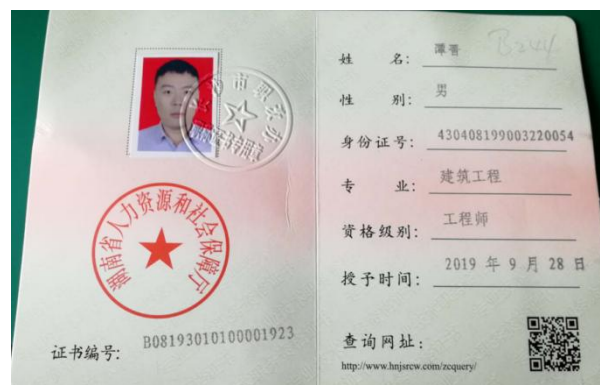 湖南省人力资源和社会保障厅
证书编号: B08193010100001923
姓 名: 谭晋
B244
性 别: 男
身份证号: 430408199003220054
专 业: 建筑工程
资格级别: 工程师
授予时间: 2019 年 9 月 28 日
查询网址:
http://www.hnjsrcw.com/zcquery/